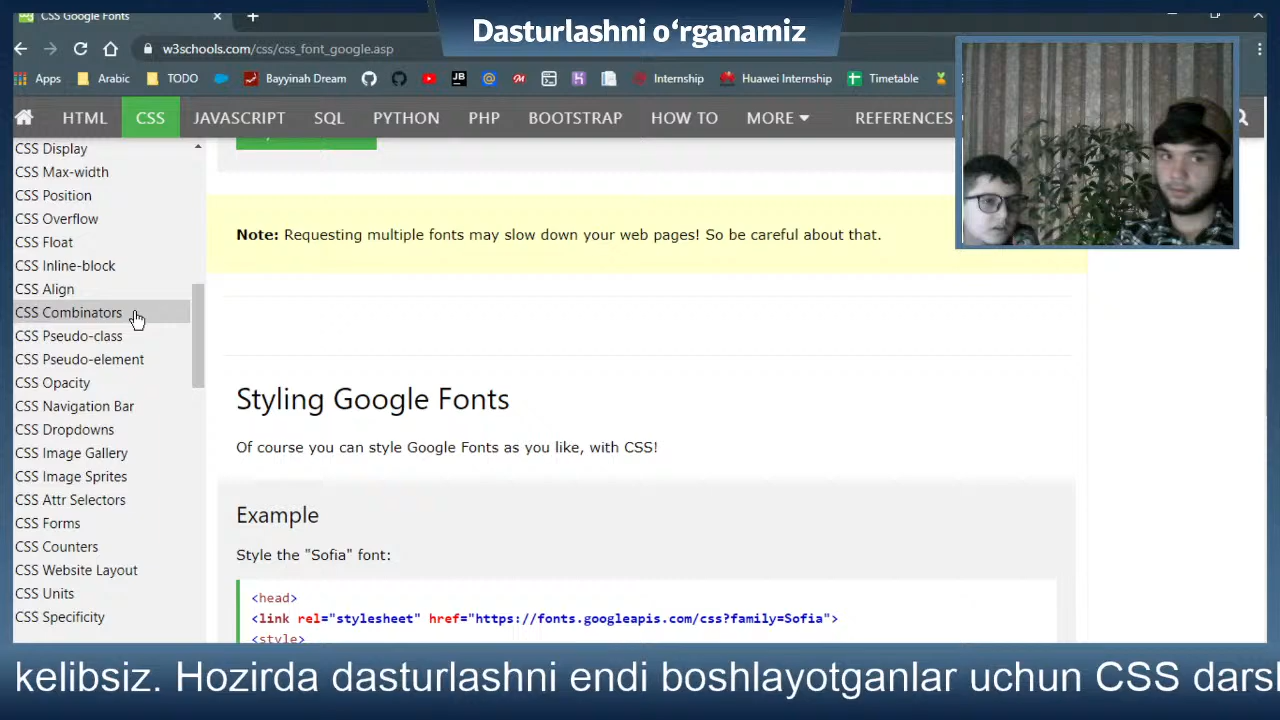 CSS Google Fonts
Dasturlashni o‘rganamiz
w3schools.com/css/css_font_google.asp
Apps Arabic TODO Bayyinah Dream JB Internship Huawei Internship Timetable
HTML CSS JAVASCRIPT SQL PYTHON PHP BOOTSTRAP HOW TO MORE REFERENCES
CSS Display
CSS Max-width
CSS Position
CSS Overflow
CSS Float
CSS Inline-block
CSS Align
CSS Combinators
CSS Pseudo-class
CSS Pseudo-element
CSS Opacity
CSS Navigation Bar
CSS Dropdowns
CSS Image Gallery
CSS Image Sprites
CSS Attr Selectors
CSS Forms
CSS Counters
CSS Website Layout
CSS Units
CSS Specificity
Note: Requesting multiple fonts may slow down your web pages! So be careful about that.
Styling Google Fonts
Of course you can style Google Fonts as you like, with CSS!
Example
Style the "Sofia" font:
<head>
<link rel="stylesheet" href="https://fonts.googleapis.com/css?family=Sofia">
<style>
kelibsiz. Hozirda dasturlashni endi boshlayotganlar uchun CSS darsl